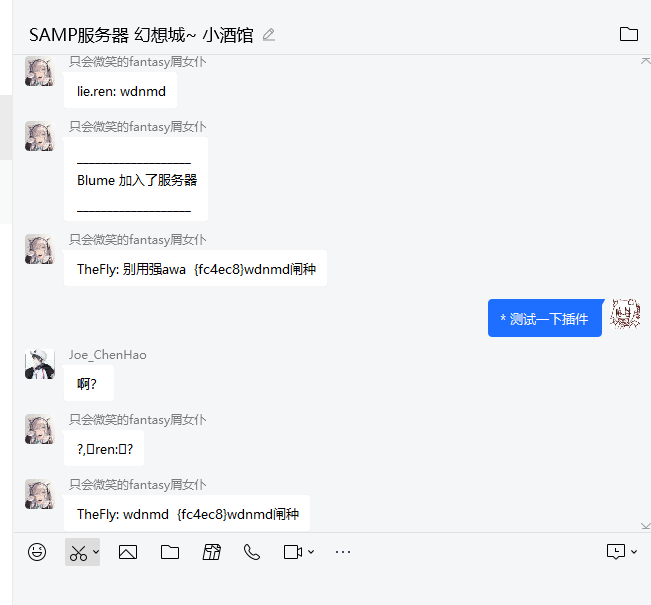 SAMP服务器 幻想城~ 小酒馆
只会微笑的fantasy屑女仆
lie.ren: wdnmd
只会微笑的fantasy屑女仆
___________________
Blume 加入了服务器
___________________
只会微笑的fantasy屑女仆
TheFly: 别用强awa  {fc4ec8}wdnmd闸种
* 测试一下插件
Joe_ChenHao
啊？
只会微笑的fantasy屑女仆
?,▯ren:▯?
只会微笑的fantasy屑女仆
TheFly: wdnmd  {fc4ec8}wdnmd闸种